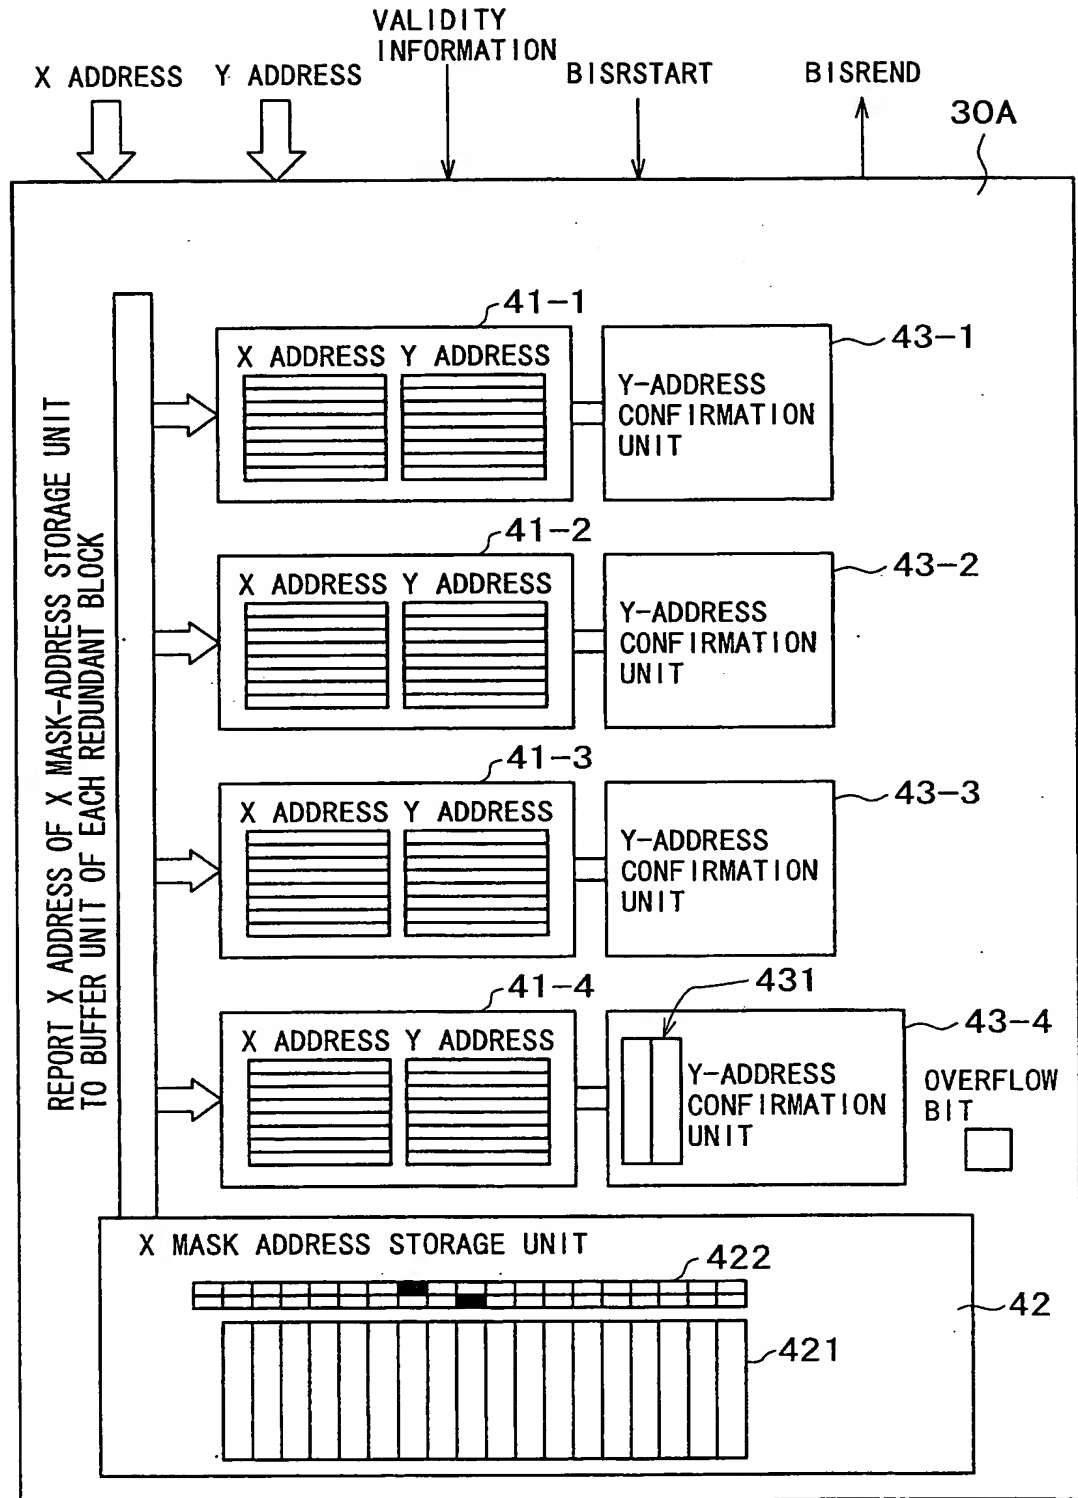 VALIDITY
INFORMATION
X ADDRESS
Y ADDRESS
BISRSTART
BISREND
30A
REPORT X ADDRESS OF X MASK-ADDRESS STORAGE UNIT
TO BUFFER UNIT OF EACH REDUNDANT BLOCK
41-1
X ADDRESS Y ADDRESS
43-1
Y-ADDRESS
CONFIRMATION
UNIT
41-2
X ADDRESS Y ADDRESS
43-2
Y-ADDRESS
CONFIRMATION
UNIT
41-3
X ADDRESS Y ADDRESS
43-3
Y-ADDRESS
CONFIRMATION
UNIT
41-4
X ADDRESS Y ADDRESS
431
43-4
Y-ADDRESS
CONFIRMATION
UNIT
OVERFLOW
BIT
X MASK ADDRESS STORAGE UNIT
422
42
421